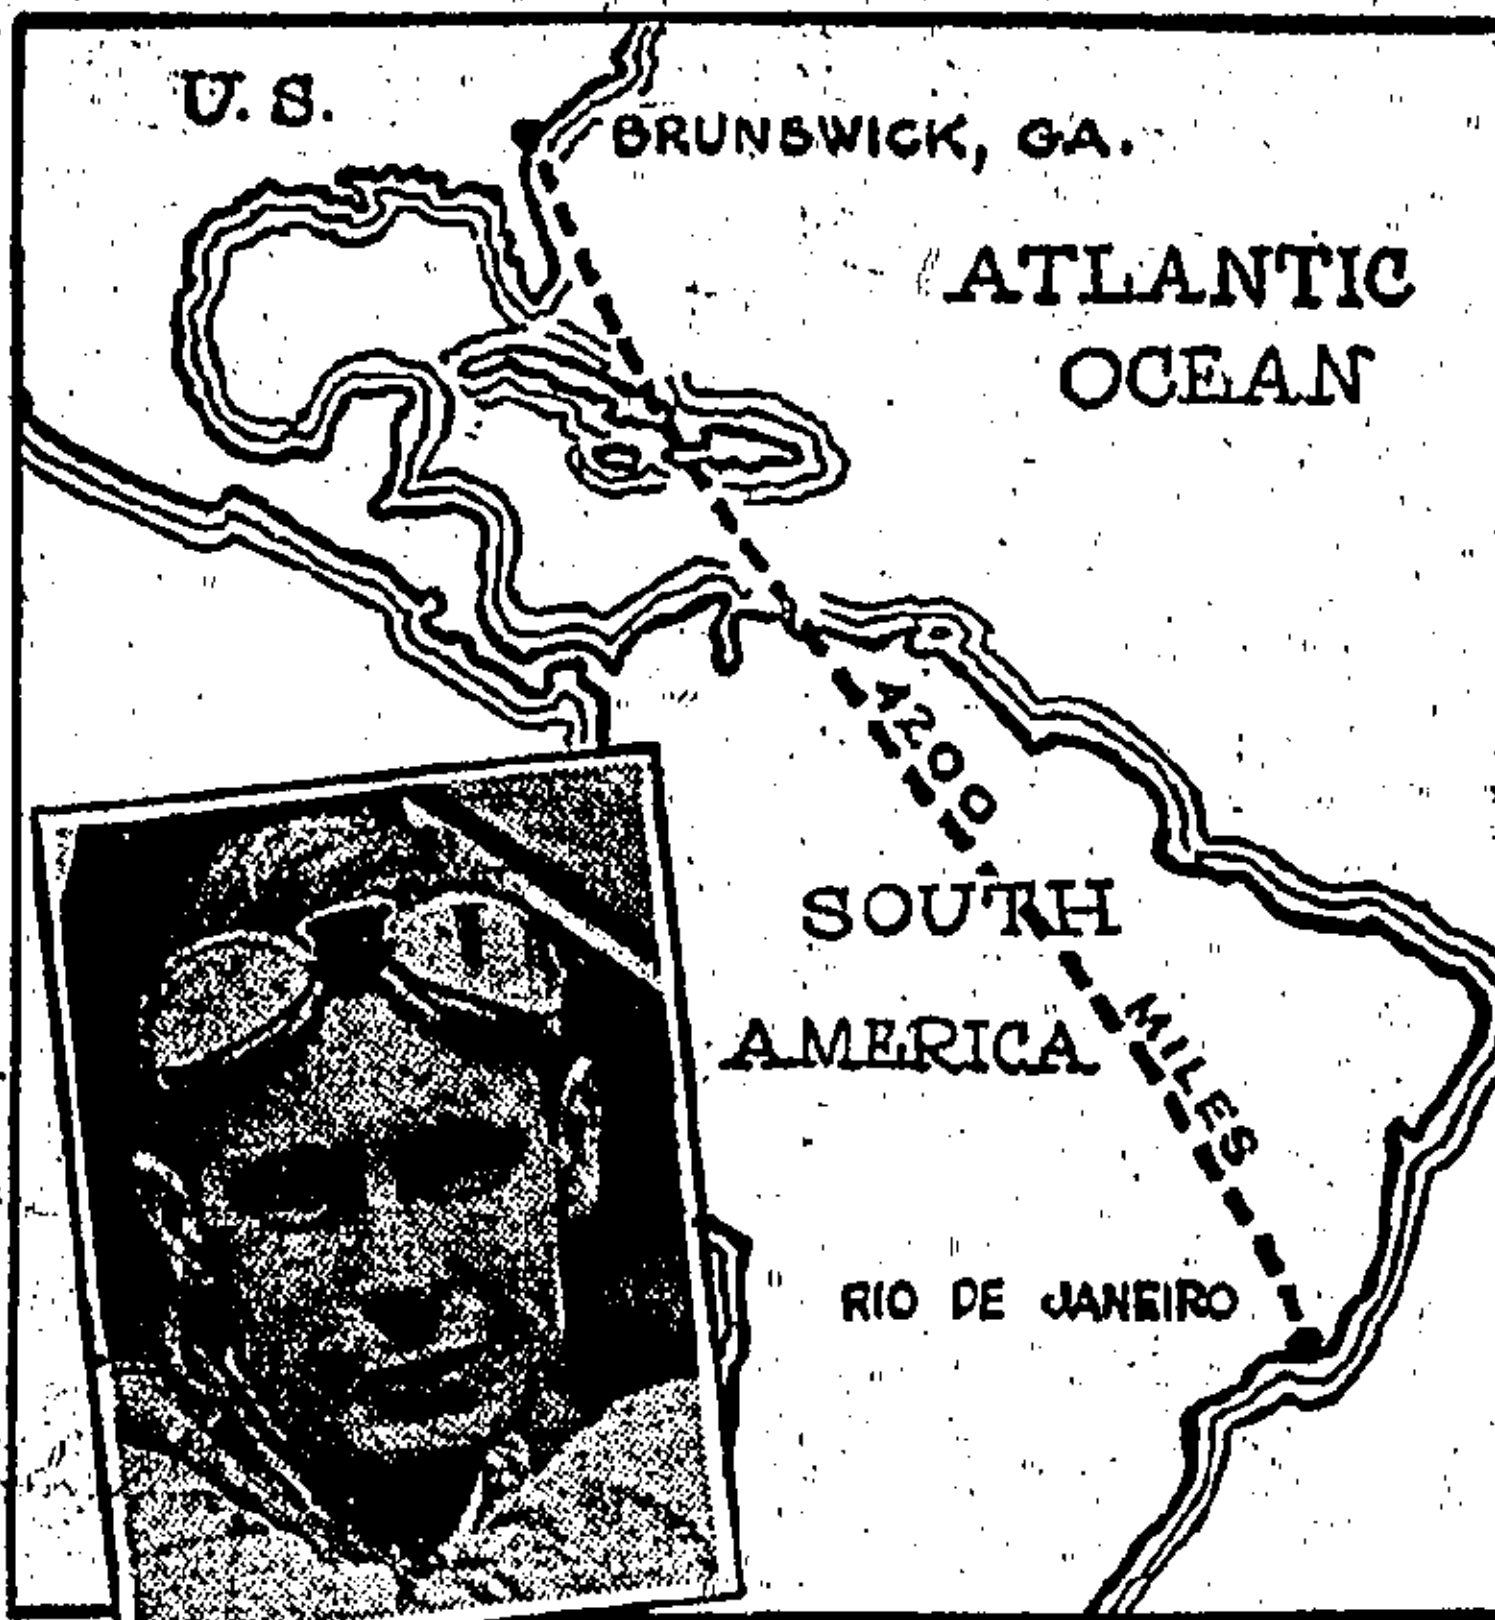 U. S.
BRUNSWICK, GA.
ATLANTIC
OCEAN
4200
SOUTH
AMERICA
MILES
RIO DE JANEIRO